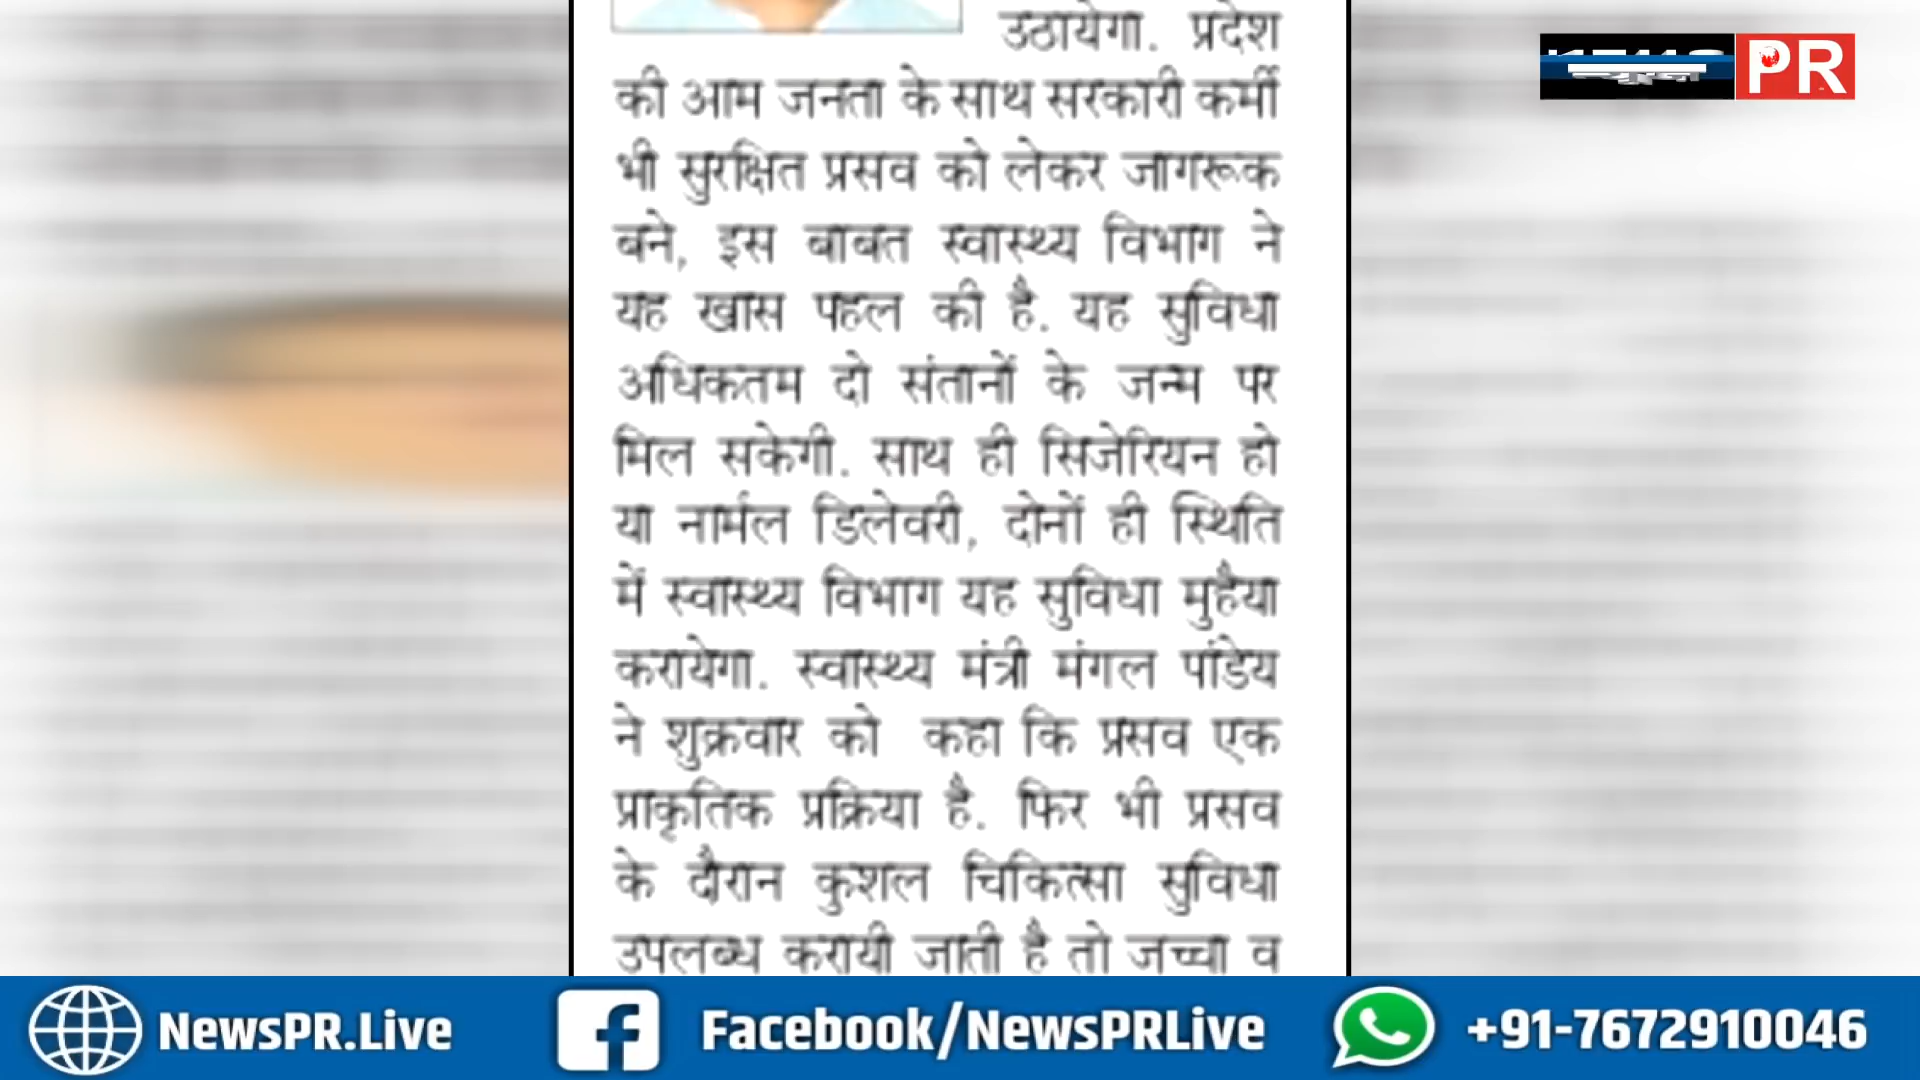 उठायेगा. प्रदेश
की आम जनता के साथ सरकारी कर्मी
भी सुरक्षित प्रसव को लेकर जागरूक
बने, इस बाबत स्वास्थ्य विभाग ने
यह खास पहल की है. यह सुविधा
अधिकतम दो संतानों के जन्म पर
मिल सकेगी. साथ ही सिजेरियन हो
या नार्मल डिलेवरी, दोनों ही स्थिति
में स्वास्थ्य विभाग यह सुविधा मुहैया
करायेगा. स्वास्थ्य मंत्री मंगल पांडेय
ने शुक्रवार को कहा कि प्रसव एक
प्राकृतिक प्रक्रिया है. फिर भी प्रसव
के दौरान कुशल चिकित्सा सुविधा
उपलब्ध करायी जाती है तो जच्चा व
PR
NewsPR.Live
Facebook/NewsPRLive
+91-7672910046